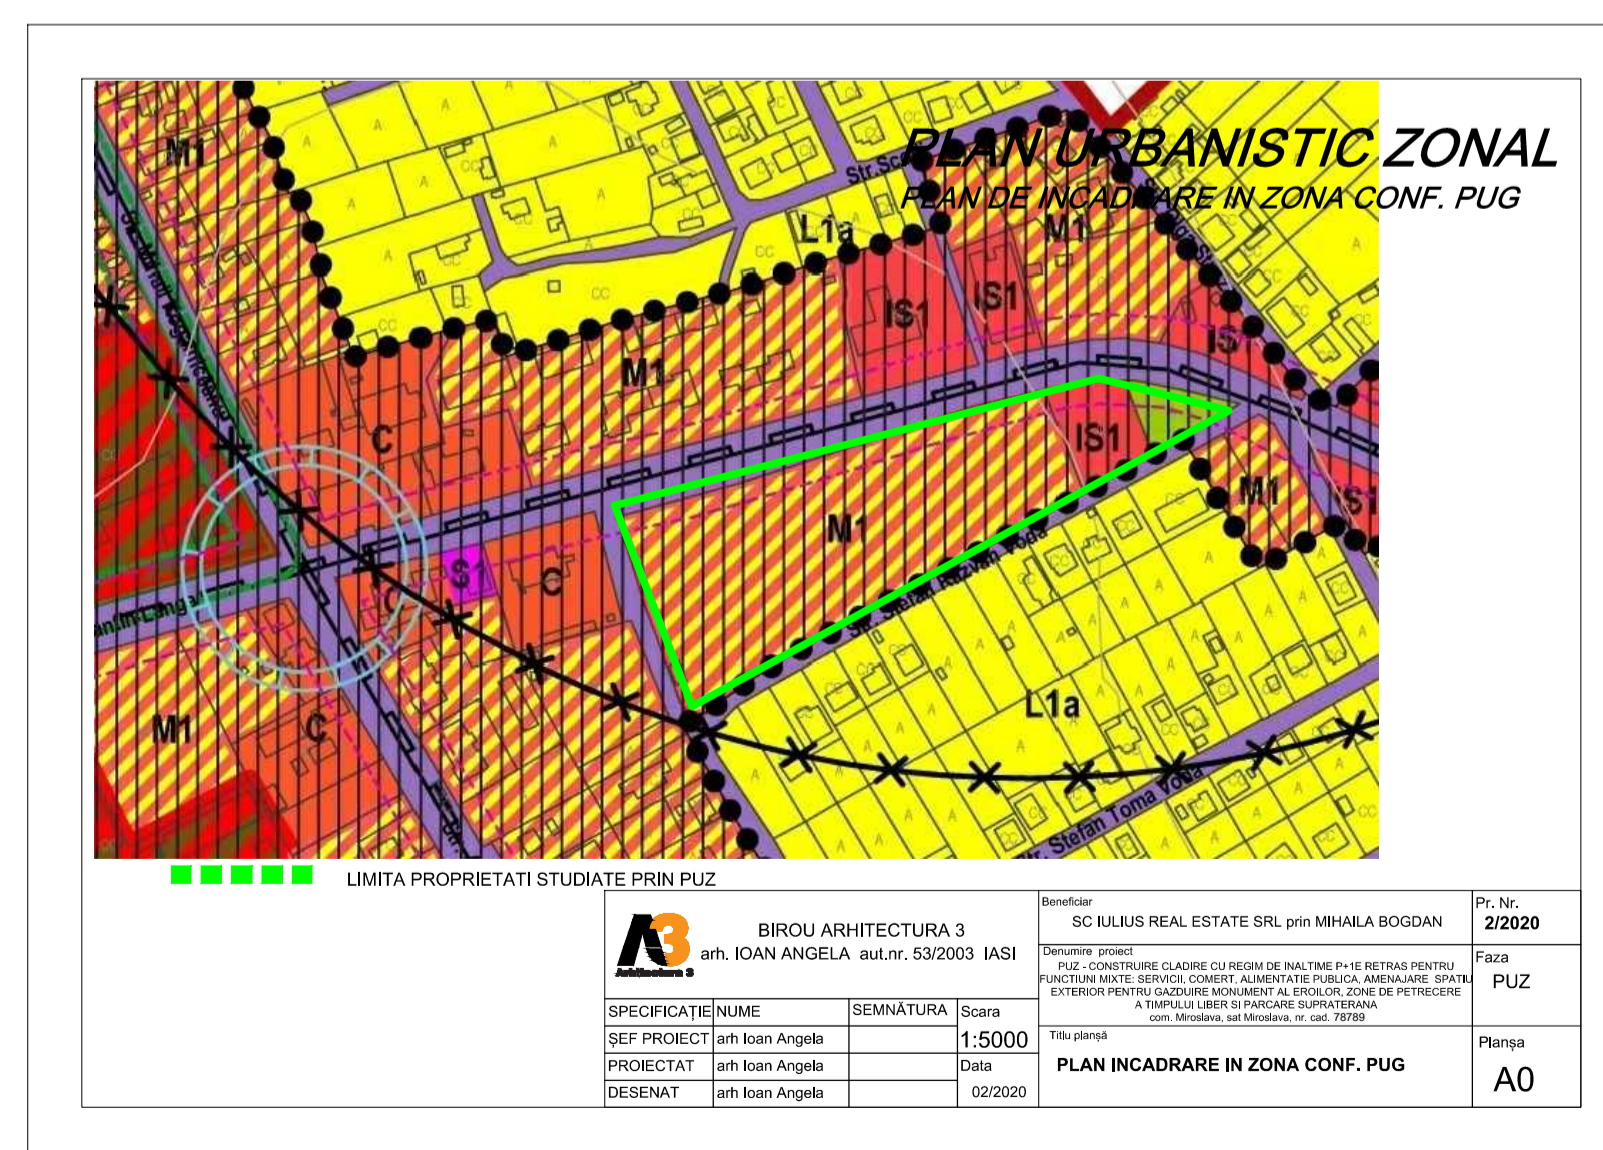 PLAN URBANISTIC ZONAL
PLAN DE INCADRARE IN ZONA CONF. PUG
M1
L1a
M1
IS1
IS1
IS1
M1
C
IS1
M1
M1
S1
S1
C
C
Str. Stefan Razvan Voda
L1a
M1
C
Str. Stefan Toma Voda
LIMITA PROPRIETATI STUDIATE PRIN PUZ
A3
Arhitectura 3
BIROU ARHITECTURA 3
arh. IOAN ANGELA aut.nr. 53/2003 IASI
Beneficiar
SC IULIUS REAL ESTATE SRL prin MIHAILA BOGDAN
Pr. Nr.
2/2020
Denumire proiect
PUZ - CONSTRUIRE CLADIRE CU REGIM DE INALTIME P+1E RETRAS PENTRU
FUNCTIUNI MIXTE: SERVICII, COMERT, ALIMENTATIE PUBLICA, AMENAJARE SPATIU
EXTERIOR PENTRU GAZDUIRE MONUMENT AL EROILOR, ZONE DE PETRECERE
A TIMPULUI LIBER SI PARCARE SUPRATERANA
com. Miroslava, sat Miroslava, nr. cad. 78789
Faza
PUZ
SPECIFICAȚIE NUME SEMNĂTURA Scara
ȘEF PROIECT arh Ioan Angela 1:5000
PROIECTAT arh Ioan Angela Data
DESENAT arh Ioan Angela 02/2020
Titlu planșă
PLAN INCADRARE IN ZONA CONF. PUG
Planșa
A0